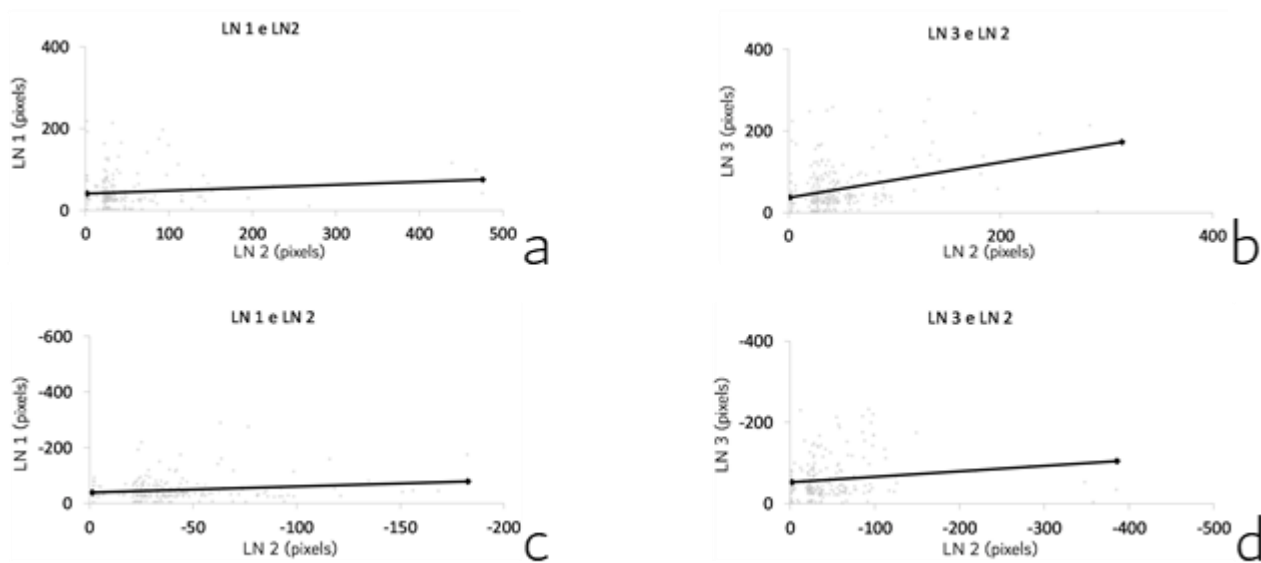 LN 1 e LN2
400
200
0
LN 1 (pixels)
0 100 200 300 400 500
LN 2 (pixels)
a
LN 3 e LN 2
400
200
0
LN 3 (pixels)
0 200 400
LN 2 (pixels)
b
LN 1 e LN 2
-600
-400
-200
0
LN 1 (pixels)
0 -50 -100 -150 -200
LN 2 (pixels)
c
LN 3 e LN 2
-400
-200
0
LN 3 (pixels)
0 -100 -200 -300 -400 -500
LN 2 (pixels)
d